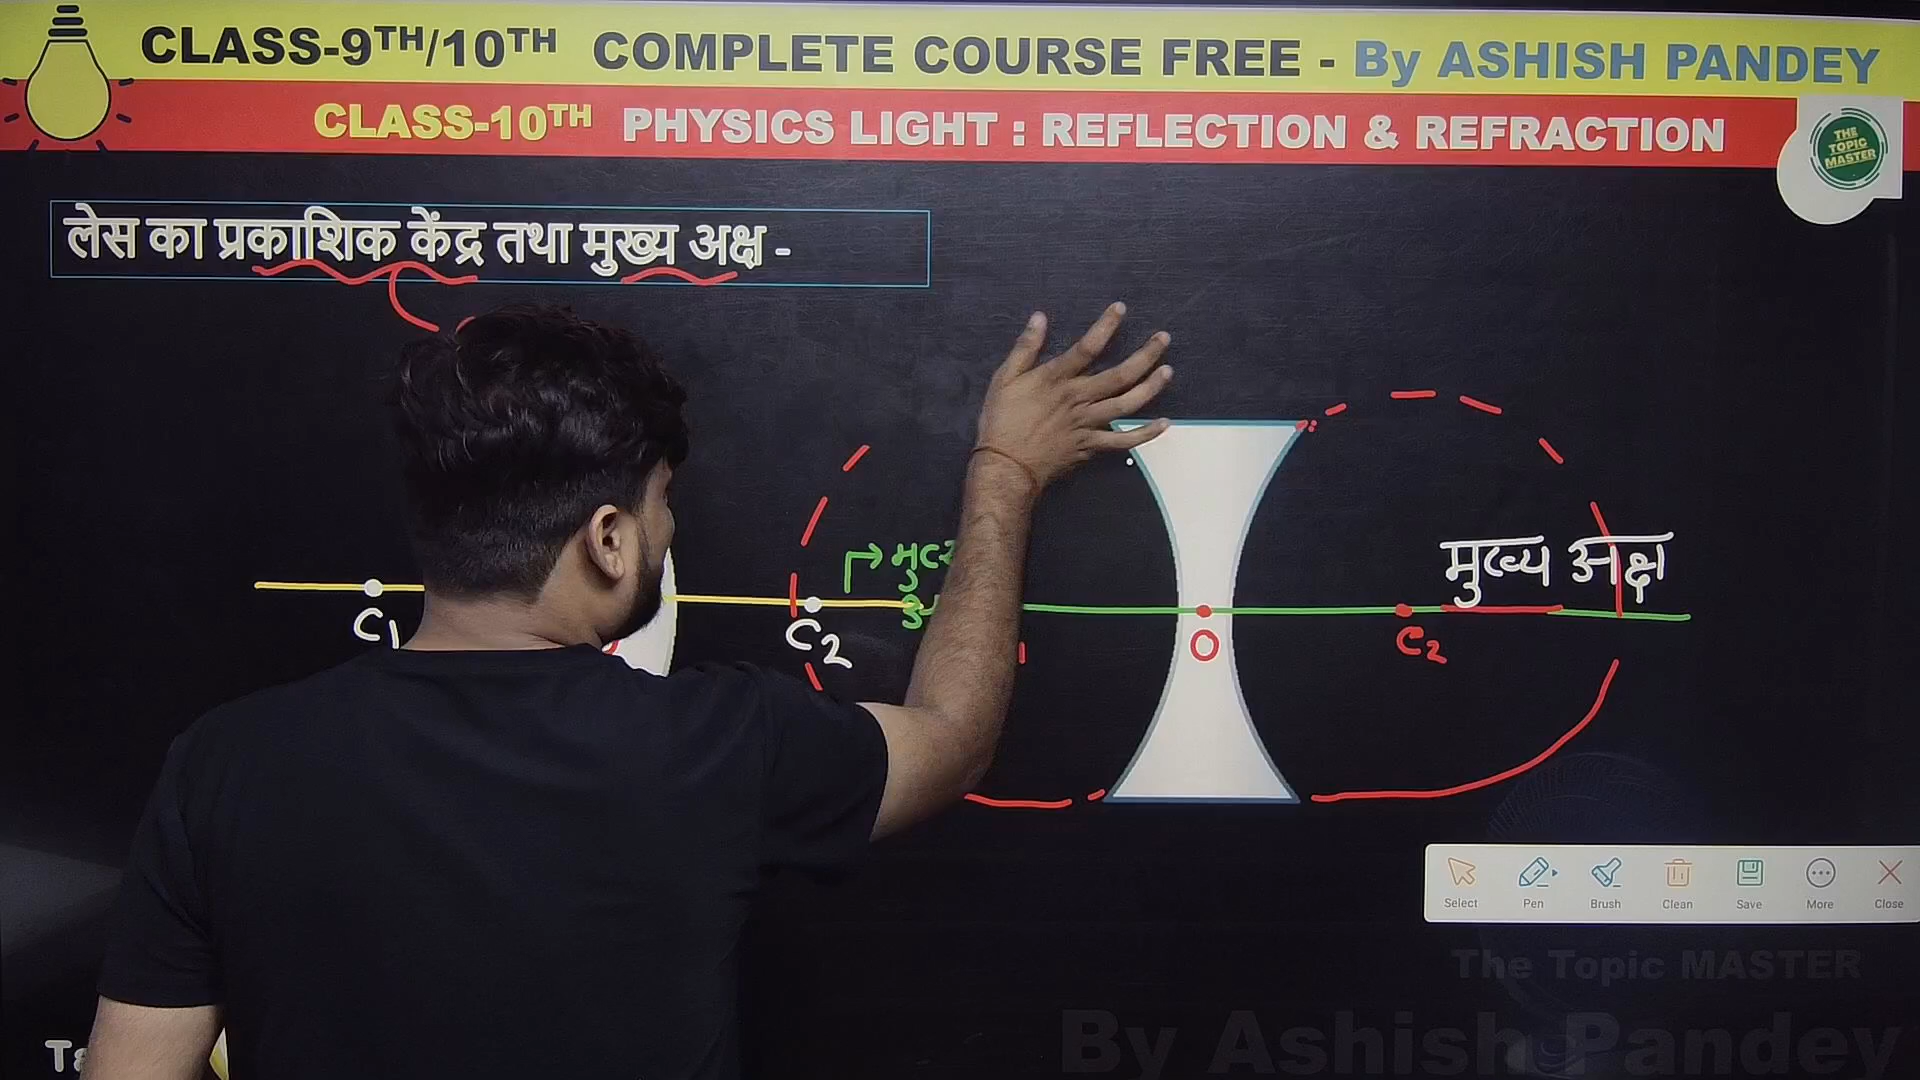 CLASS-9TH/10TH COMPLETE COURSE FREE - By ASHISH PANDEY
CLASS-10TH PHYSICS LIGHT : REFLECTION & REFRACTION
THE
TOPIC
MASTER
लेस का प्रकाशिक केंद्र तथा मुख्य अक्ष -
मुख्य अक्ष
C1
C2
O
C2
Select Pen Brush Clean Save More Close
The Topic MASTER
By Ashish Pandey